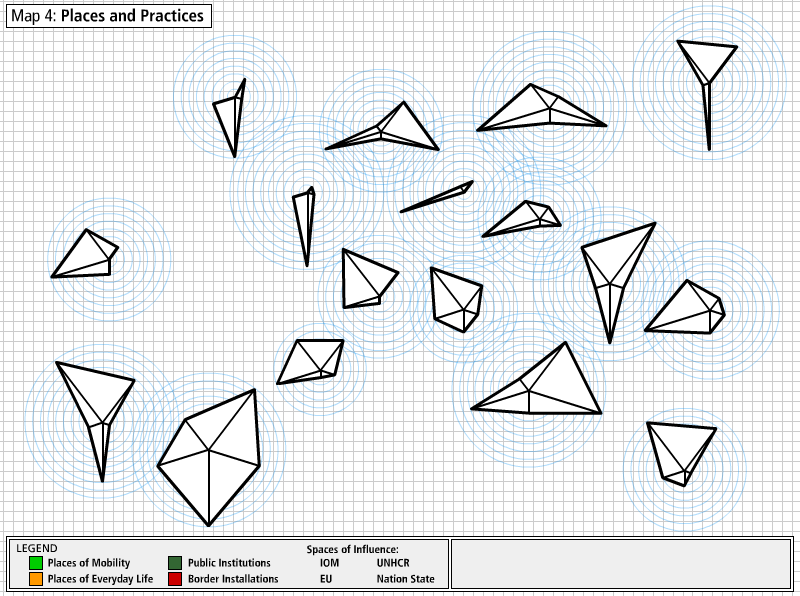 Map 4: Places and Practices
LEGEND
Places of Mobility
Places of Everyday Life
Public Institutions
Border Installations
Spaces of Influence:
IOM UNHCR
EU Nation State